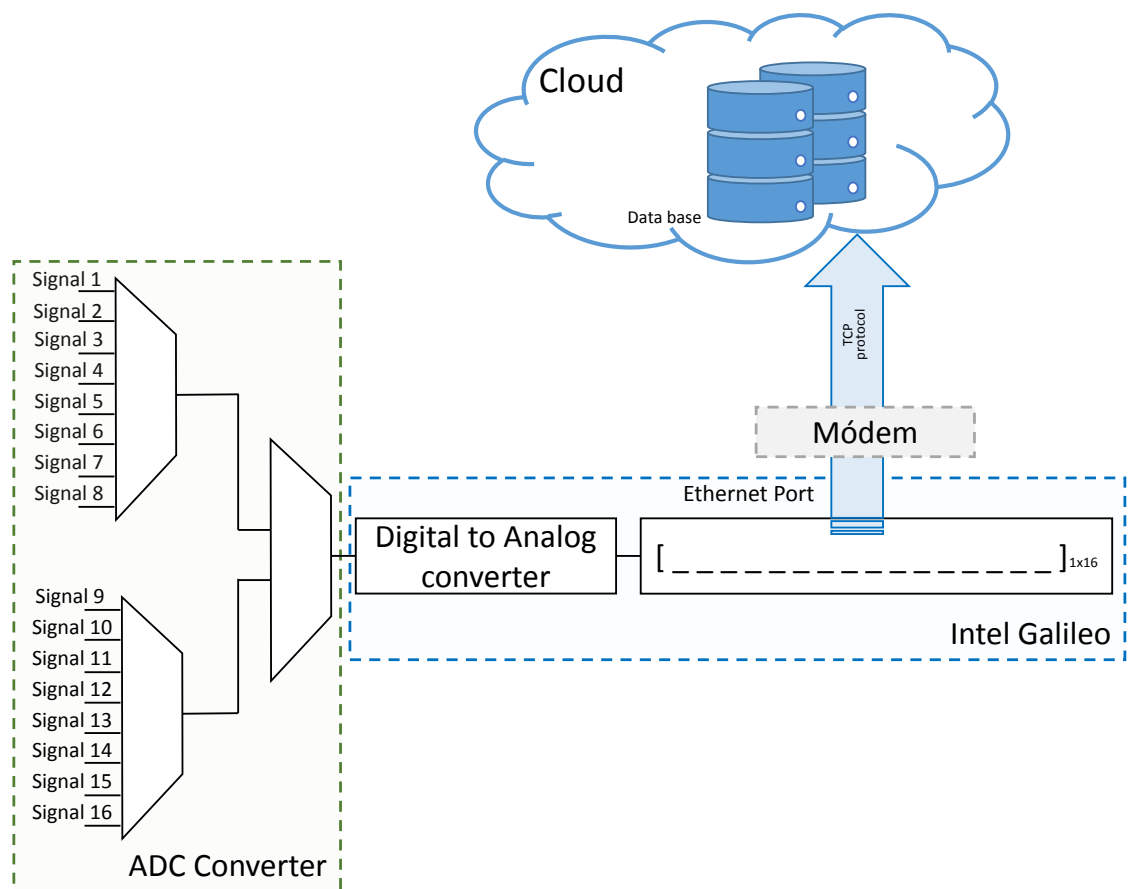 Cloud
Data base
TCP
protocol
Módem
Signal 1
Signal 2
Signal 3
Signal 4
Signal 5
Signal 6
Signal 7
Signal 8
Ethernet Port
Digital to Analog
converter
[ _ _ _ _ _ _ _ _ _ _ _ _ _ _ _ _ ]1x16
Intel Galileo
Signal 9
Signal 10
Signal 11
Signal 12
Signal 13
Signal 14
Signal 15
Signal 16
ADC Converter